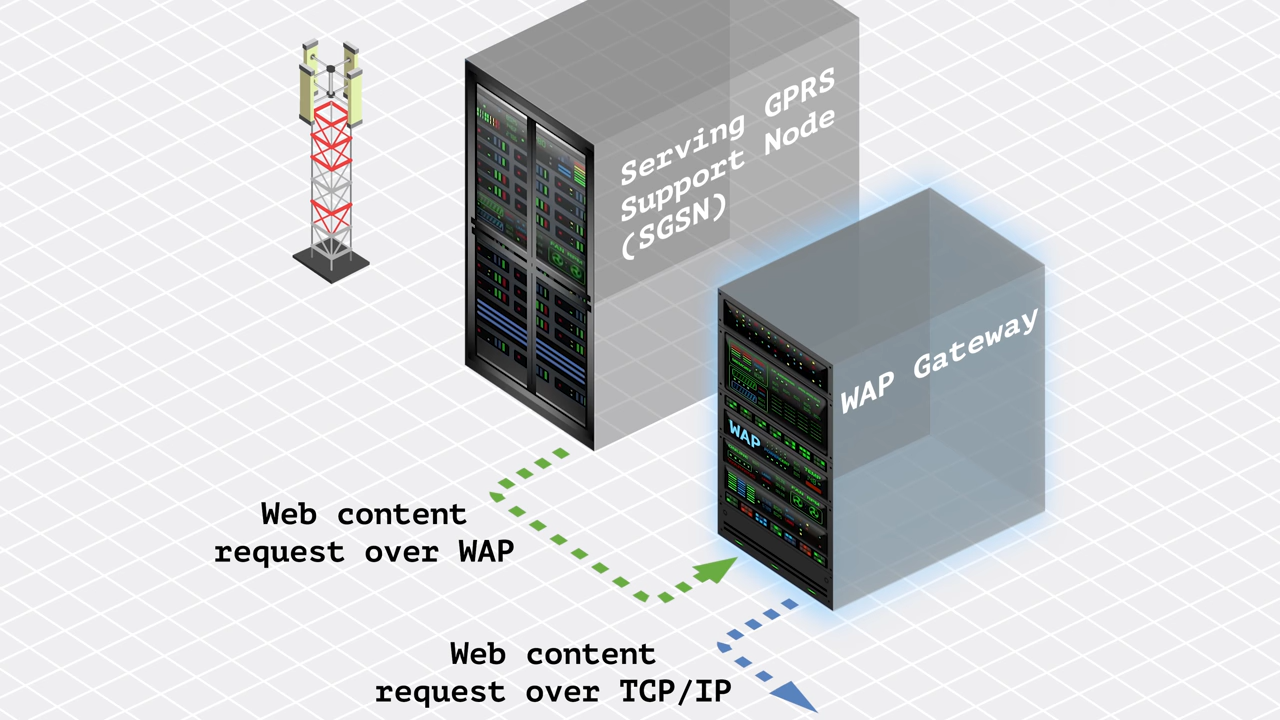 Serving GPRS
Support Node
(SGSN)
WAP Gateway
WAP
Web content
request over WAP
Web content
request over TCP/IP